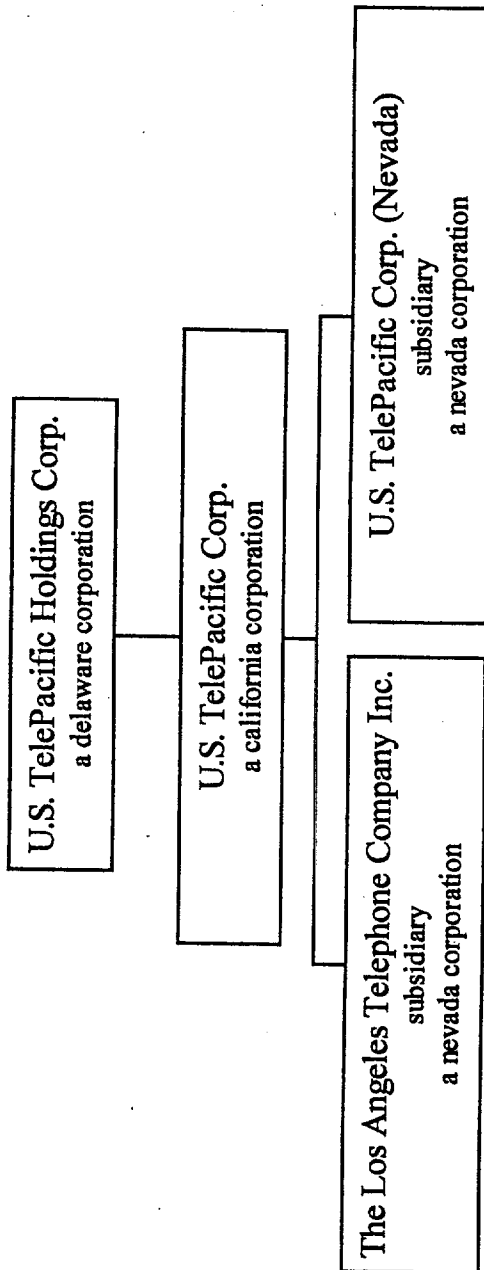 U.S. TelePacific Holdings Corp.
a delaware corporation
U.S. TelePacific Corp.
a california corporation
The Los Angeles Telephone Company Inc.
subsidiary
a nevada corporation
U.S. TelePacific Corp. (Nevada)
subsidiary
a nevada corporation